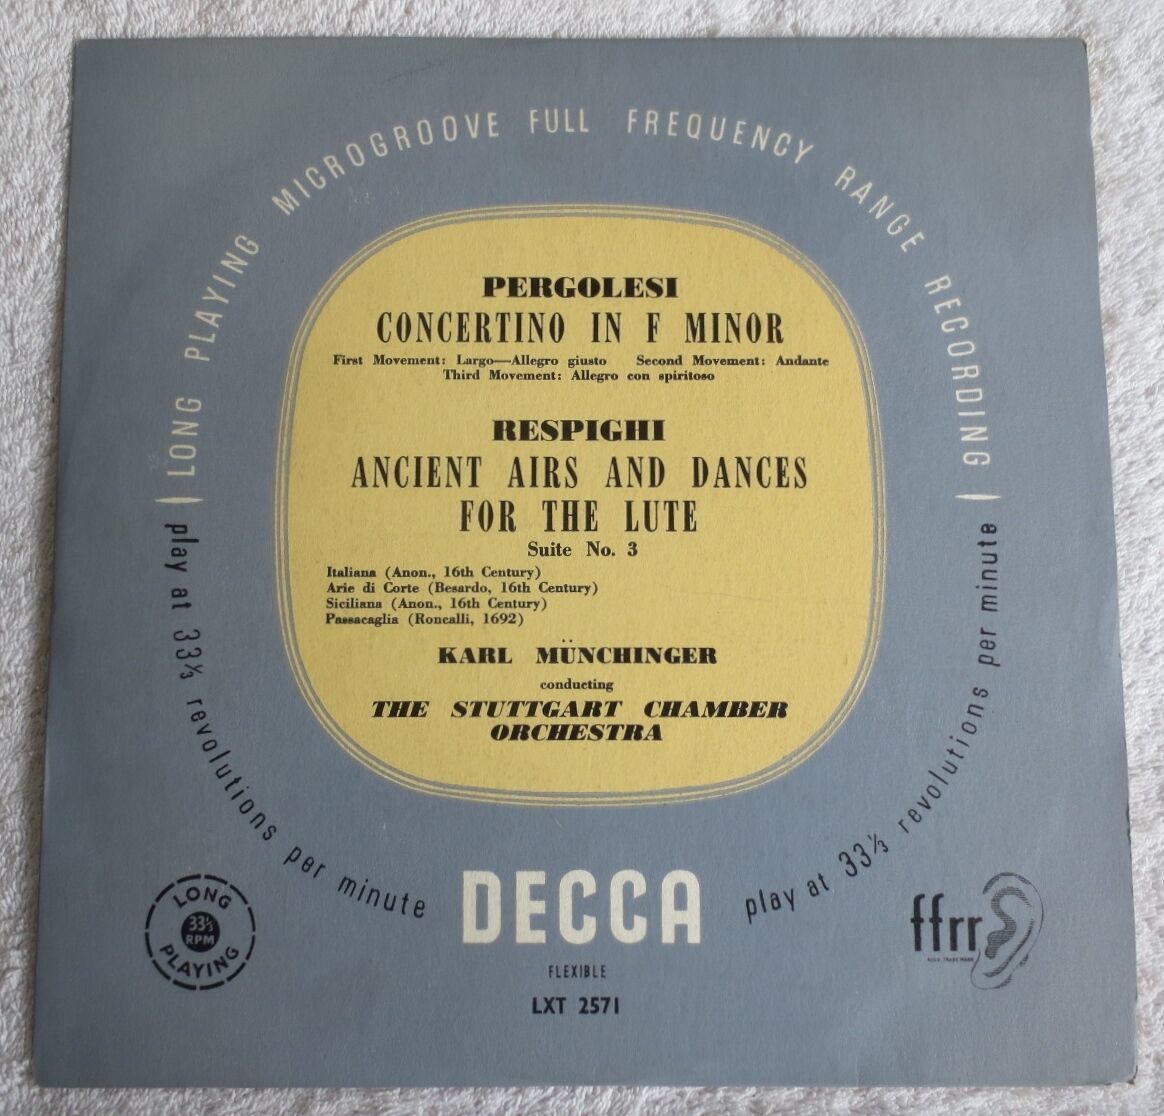 LONG PLAYING MICROGROOVE FULL FREQUENCY RANGE RECORDING
PERGOLESI
CONCERTINO IN F MINOR
First Movement: Largo—Allegro giusto Second Movement: Andante
Third Movement: Allegro con spiritoso
RESPIGHI
ANCIENT AIRS AND DANCES
FOR THE LUTE
Suite No. 3
Italiana (Anon., 16th Century)
Arie di Corte (Besardo, 16th Century)
Siciliana (Anon., 16th Century)
Passacaglia (Roncalli, 1692)
KARL MÜNCHINGER
conducting
THE STUTTGART CHAMBER
ORCHESTRA
play at 33⅓ revolutions per minute
play at 33⅓ revolutions per minute
LONG
33⅓
RPM
PLAYING
DECCA
FLEXIBLE
LXT 2571
ffrr
REGD. TRADE MARK